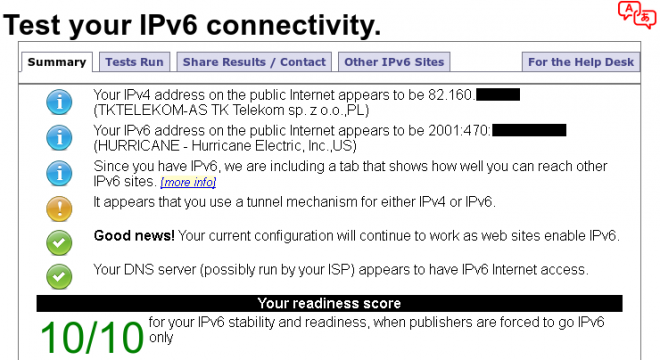 Test your IPv6 connectivity.
Summary Tests Run Share Results / Contact Other IPv6 Sites For the Help Desk
Your IPv4 address on the public Internet appears to be 82.160.
(TKTELEKOM-AS TK Telekom sp. z o.o.,PL)
Your IPv6 address on the public Internet appears to be 2001:470:
(HURRICANE - Hurricane Electric, Inc.,US)
Since you have IPv6, we are including a tab that shows how well you can reach other
IPv6 sites. [more info]
It appears that you use a tunnel mechanism for either IPv4 or IPv6.
Good news! Your current configuration will continue to work as web sites enable IPv6.
Your DNS server (possibly run by your ISP) appears to have IPv6 Internet access.
Your readiness score
10/10 for your IPv6 stability and readiness, when publishers are forced to go IPv6
only